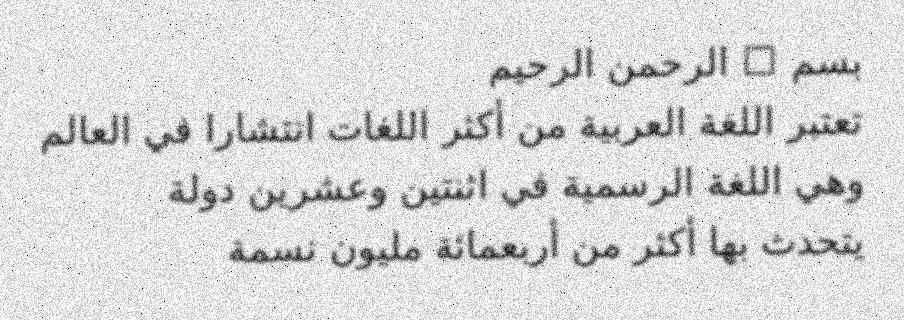 بسم □ الرحمن الرحيم
تعتبر اللغة العربية من أكثر اللغات انتشارا في العالم
وهي اللغة الرسمية في اثنتين وعشرين دولة
يتحدث بها أكثر من أربعمائة مليون نسمة